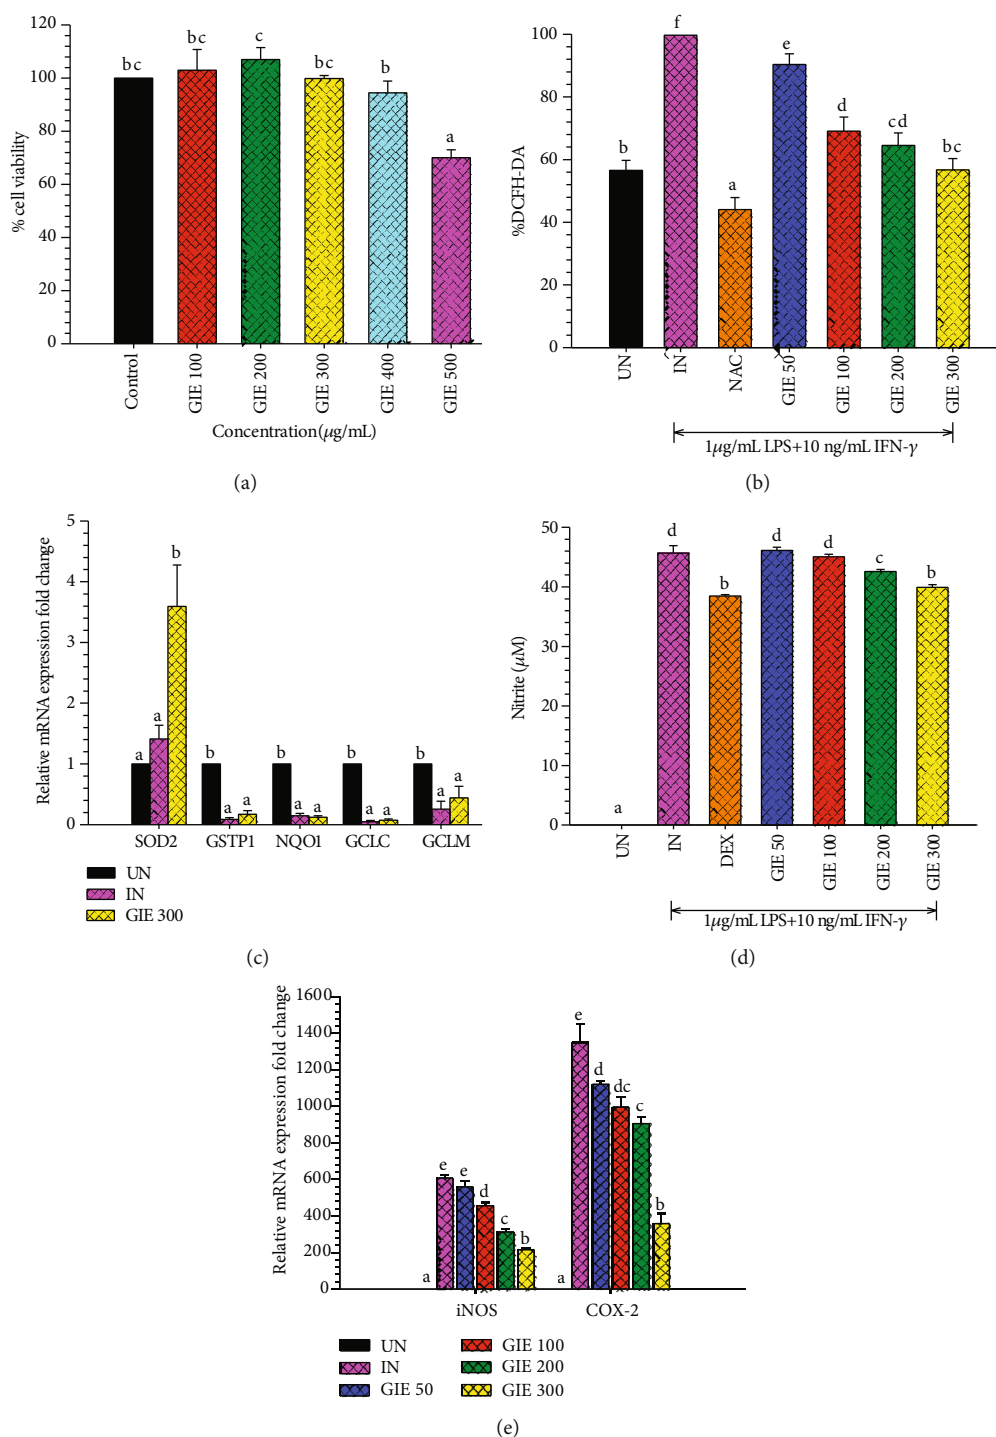 120
100
80
60
40
20
0
% cell viability
bc
bc
c
bc
b
a
Control
GIE 100
GIE 200
GIE 300
GIE 400
GIE 500
Concentration(μg/mL)
(a)
100
80
60
40
20
0
%DCFH-DA
b
f
a
e
d
cd
bc
UN
IN
NAC
GIE 50
GIE 100
GIE 200
GIE 300
1μg/mL LPS+10 ng/mL IFN-γ
(b)
5
4
3
2
1
0
Relative mRNA expression fold change
a
a
b
b
a
a
b
a
a
b
a
a
b
a
a
SOD2
GSTP1
NQO1
GCLC
GCLM
UN
IN
GIE 300
(c)
50
40
30
20
10
0
Nitrite (μM)
a
d
b
d
d
c
b
UN
IN
DEX
GIE 50
GIE 100
GIE 200
GIE 300
1μg/mL LPS+10 ng/mL IFN-γ
(d)
1600
1400
1200
1000
800
600
400
200
0
Relative mRNA expression fold change
a
e
e
d
c
b
a
e
d
dc
c
b
iNOS
COX-2
UN
IN
GIE 50
GIE 100
GIE 200
GIE 300
(e)